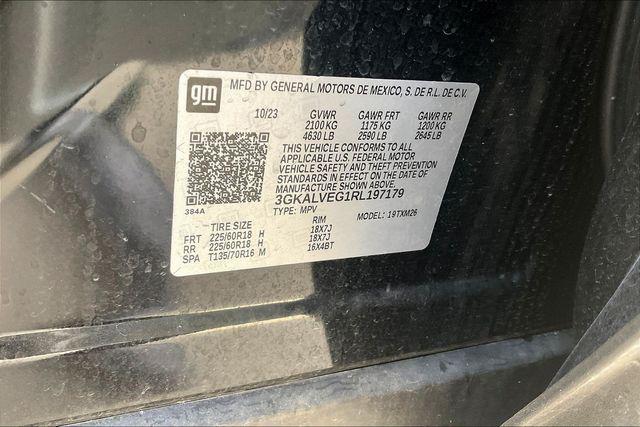 gm
MFD BY GENERAL MOTORS DE MEXICO, S. DE R.L. DE C.V.
10/23 GVWR GAWR FRT GAWR RR
2100 KG 1175 KG 1200 KG
4630 LB 2590 LB 2645 LB
THIS VEHICLE CONFORMS TO ALL
APPLICABLE U.S. FEDERAL MOTOR
VEHICLE SAFETY AND THEFT PREVENTION
STANDARDS IN EFFECT ON THE DATE OF
MANUFACTURE SHOWN ABOVE.
384A 3GKALVEG1RL197179
TYPE: MPV MODEL: 19TXM26
TIRE SIZE RIM
FRT 225/60R18 H 18X7J
RR 225/60R18 H 18X7J
SPA T135/70R16 M 16X4BT